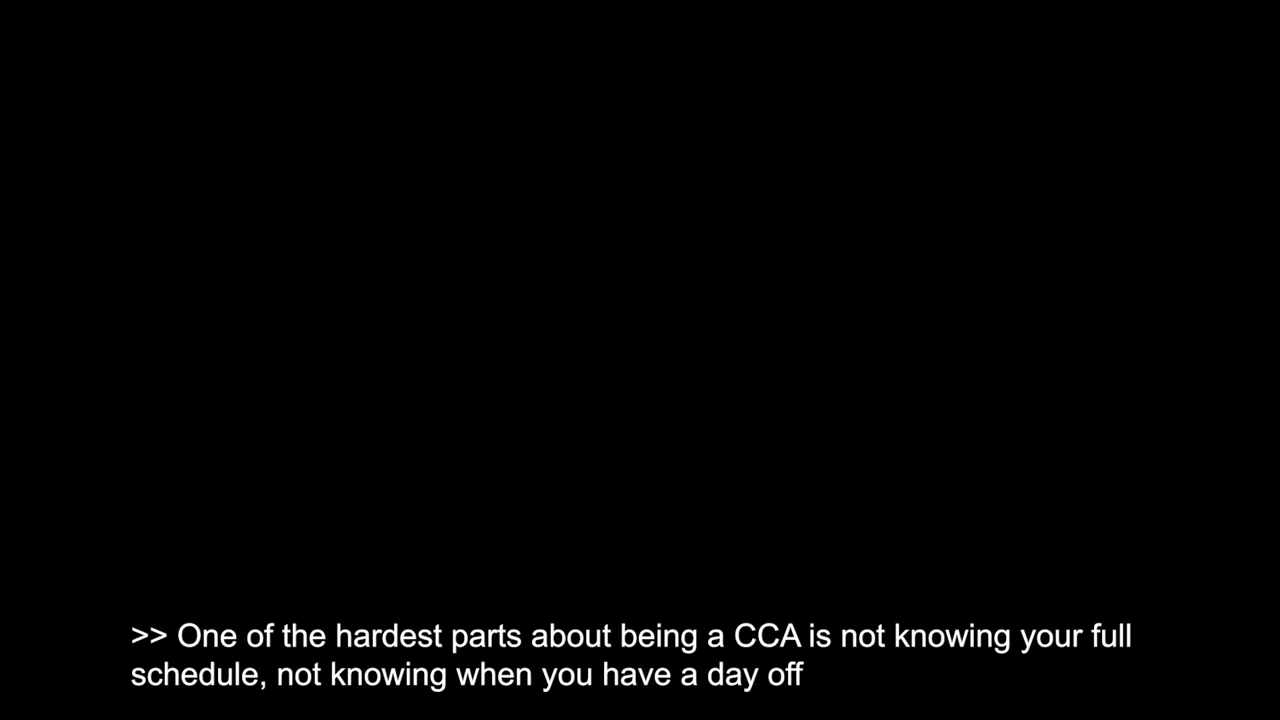 >> One of the hardest parts about being a CCA is not knowing your full
schedule, not knowing when you have a day off